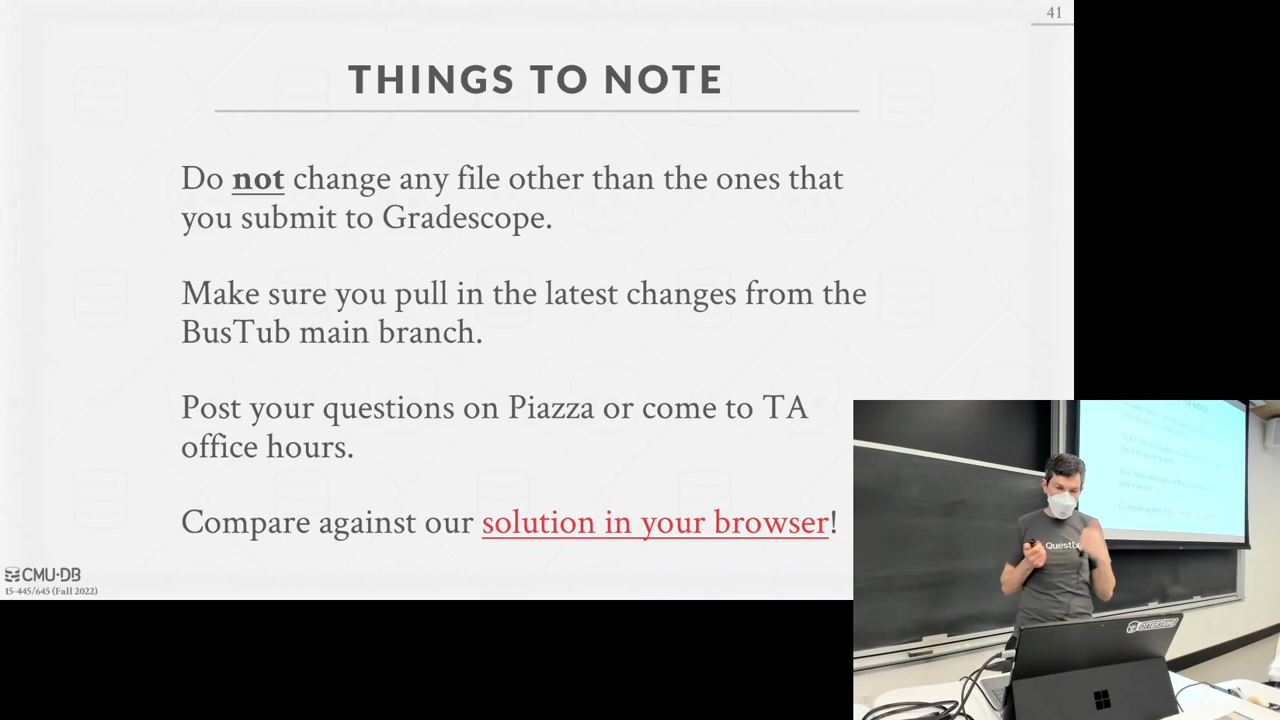 41
THINGS TO NOTE
Do not change any file other than the ones that
you submit to Gradescope.
Make sure you pull in the latest changes from the
BusTub main branch.
Post your questions on Piazza or come to TA
office hours.
Compare against our solution in your browser!
CMU·DB
15-445/645 (Fall 2022)
OTTERTUNE